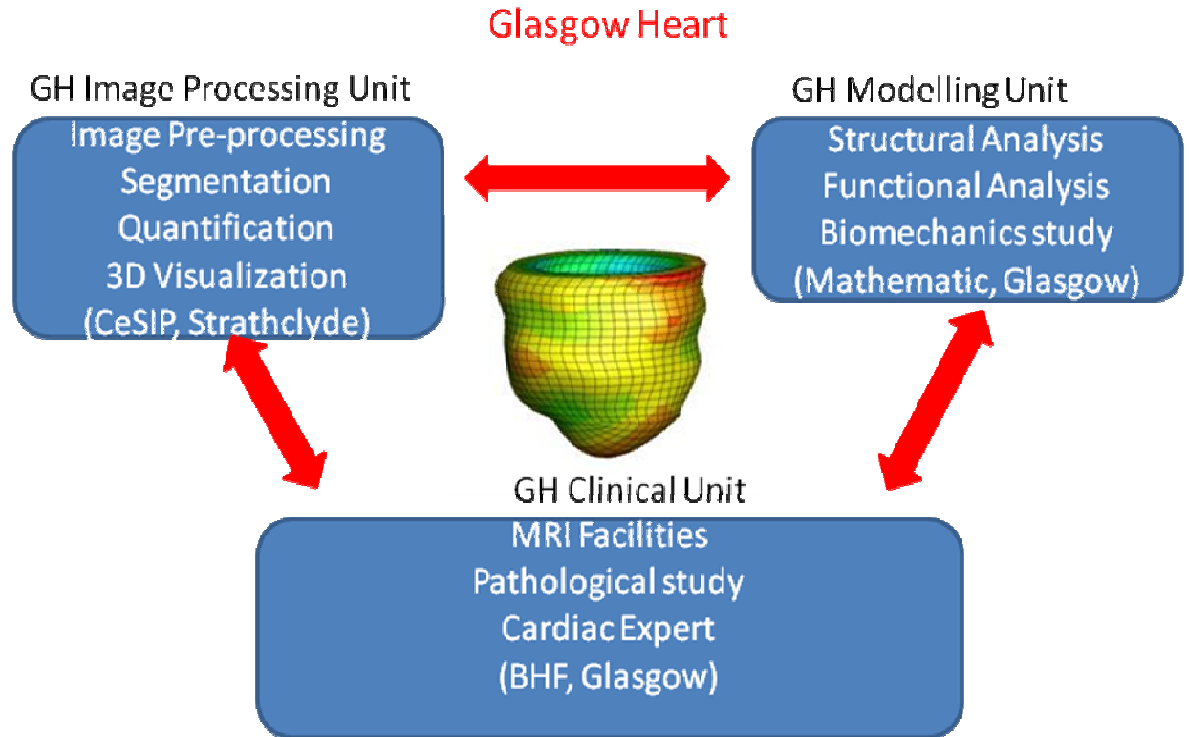 Glasgow Heart
GH Image Processing Unit
Image Pre-processing
Segmentation
Quantification
3D Visualization
(CeSIP, Strathclyde)
GH Modelling Unit
Structural Analysis
Functional Analysis
Biomechanics study
(Mathematic, Glasgow)
GH Clinical Unit
MRI Facilities
Pathological study
Cardiac Expert
(BHF, Glasgow)